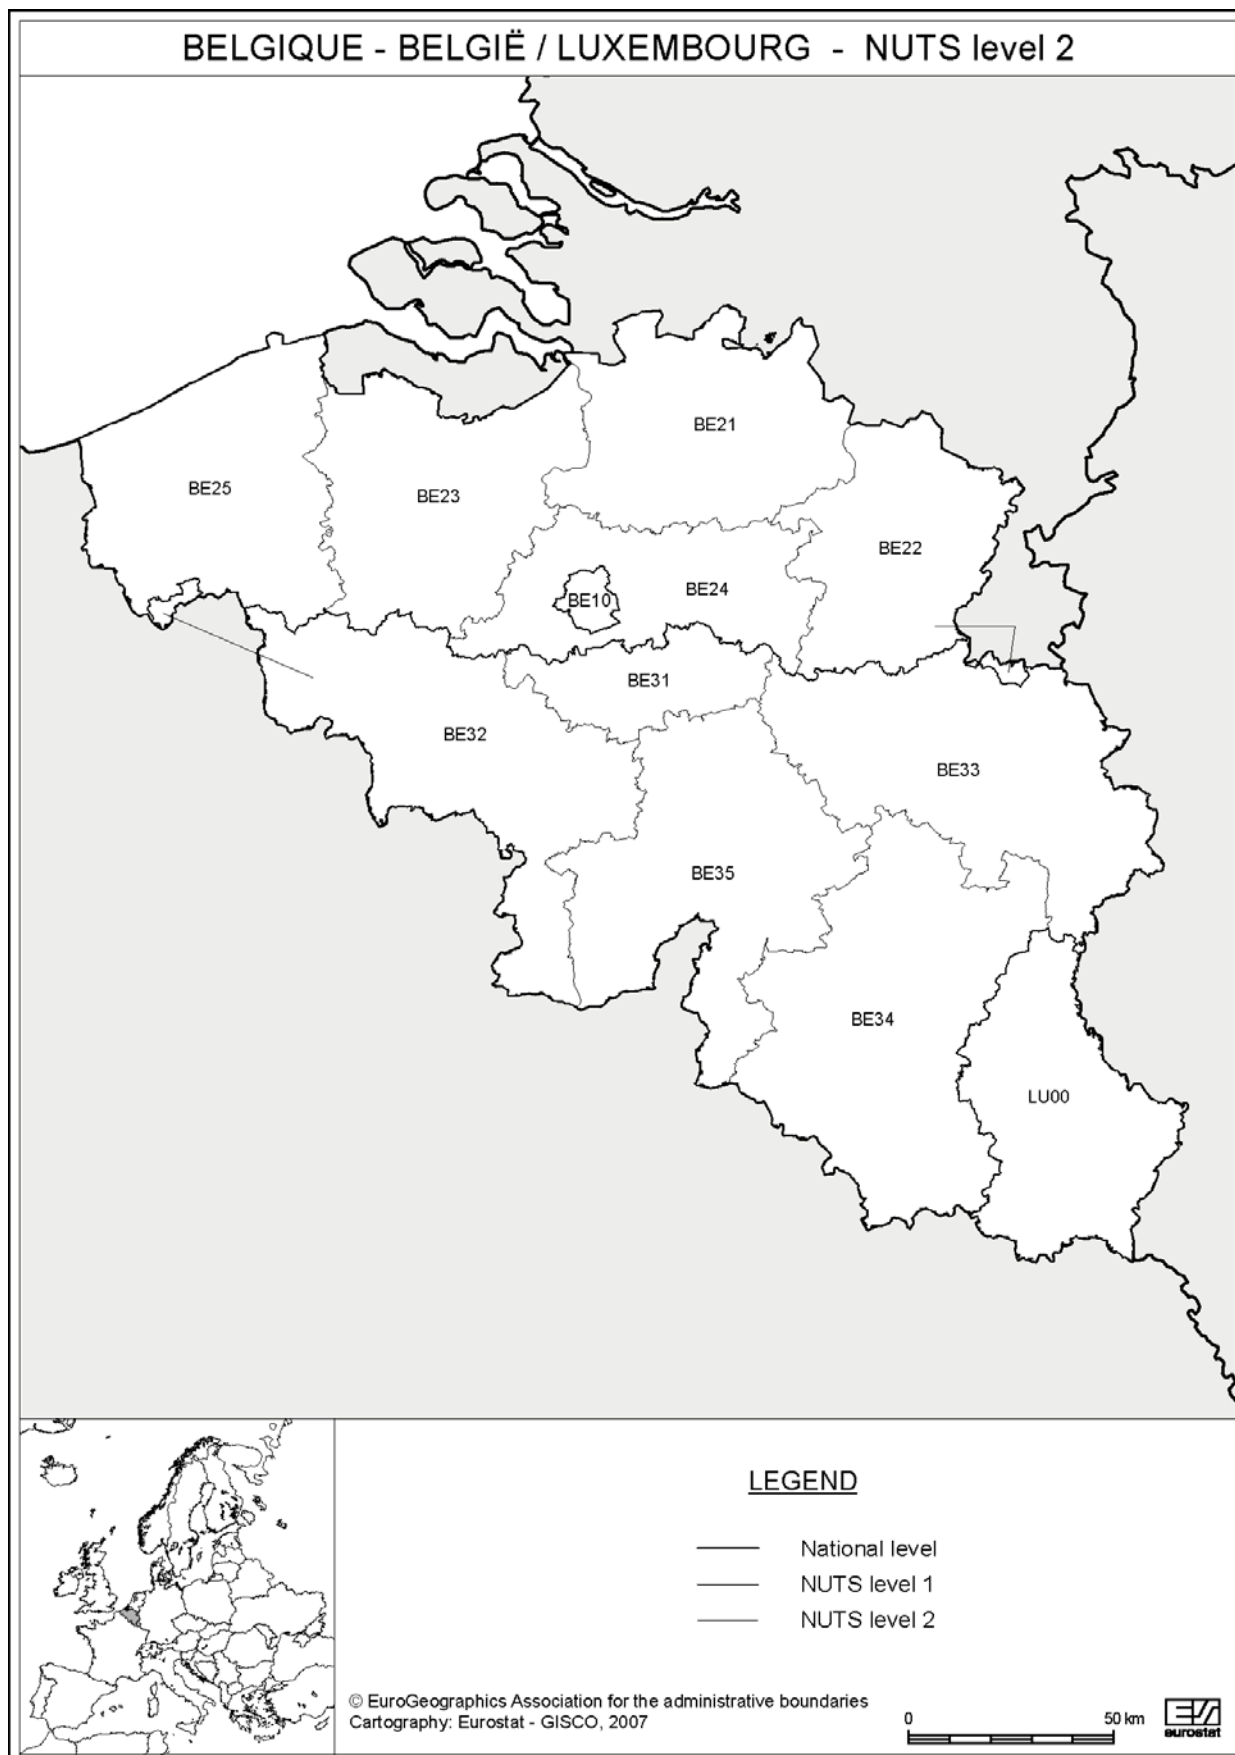 BELGIQUE - BELGIË / LUXEMBOURG - NUTS level 2
BE21
BE25
BE23
BE22
BE24
BE10
BE31
BE32
BE33
BE35
BE34
LU00
LEGEND
National level
NUTS level 1
NUTS level 2
© EuroGeographics Association for the administrative boundaries
Cartography: Eurostat - GISCO, 2007
0 50 km
eurostat